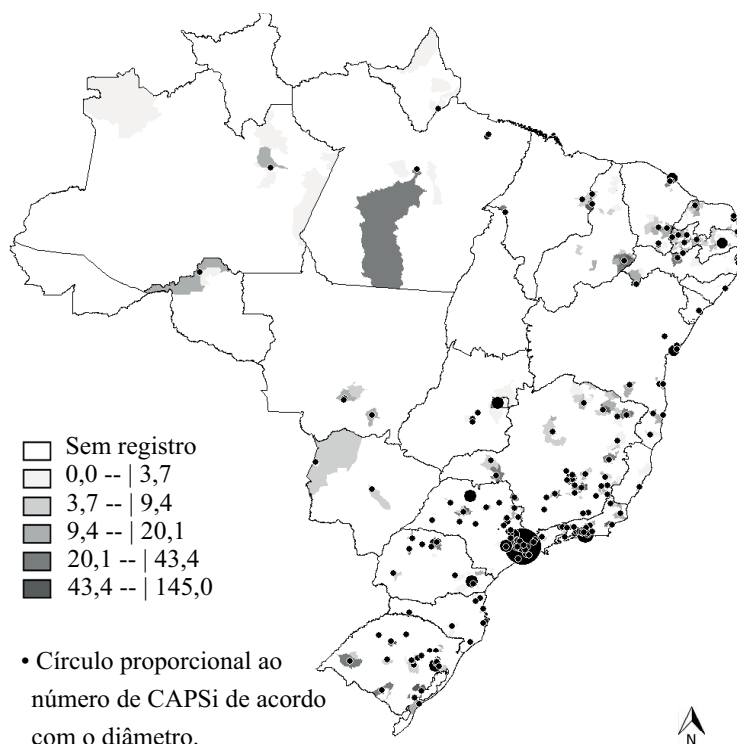 Sem registro
0,0 -- | 3,7
3,7 -- | 9,4
9,4 -- | 20,1
20,1 -- | 43,4
43,4 -- | 145,0
• Círculo proporcional ao
número de CAPSi de acordo
com o diâmetro.
N